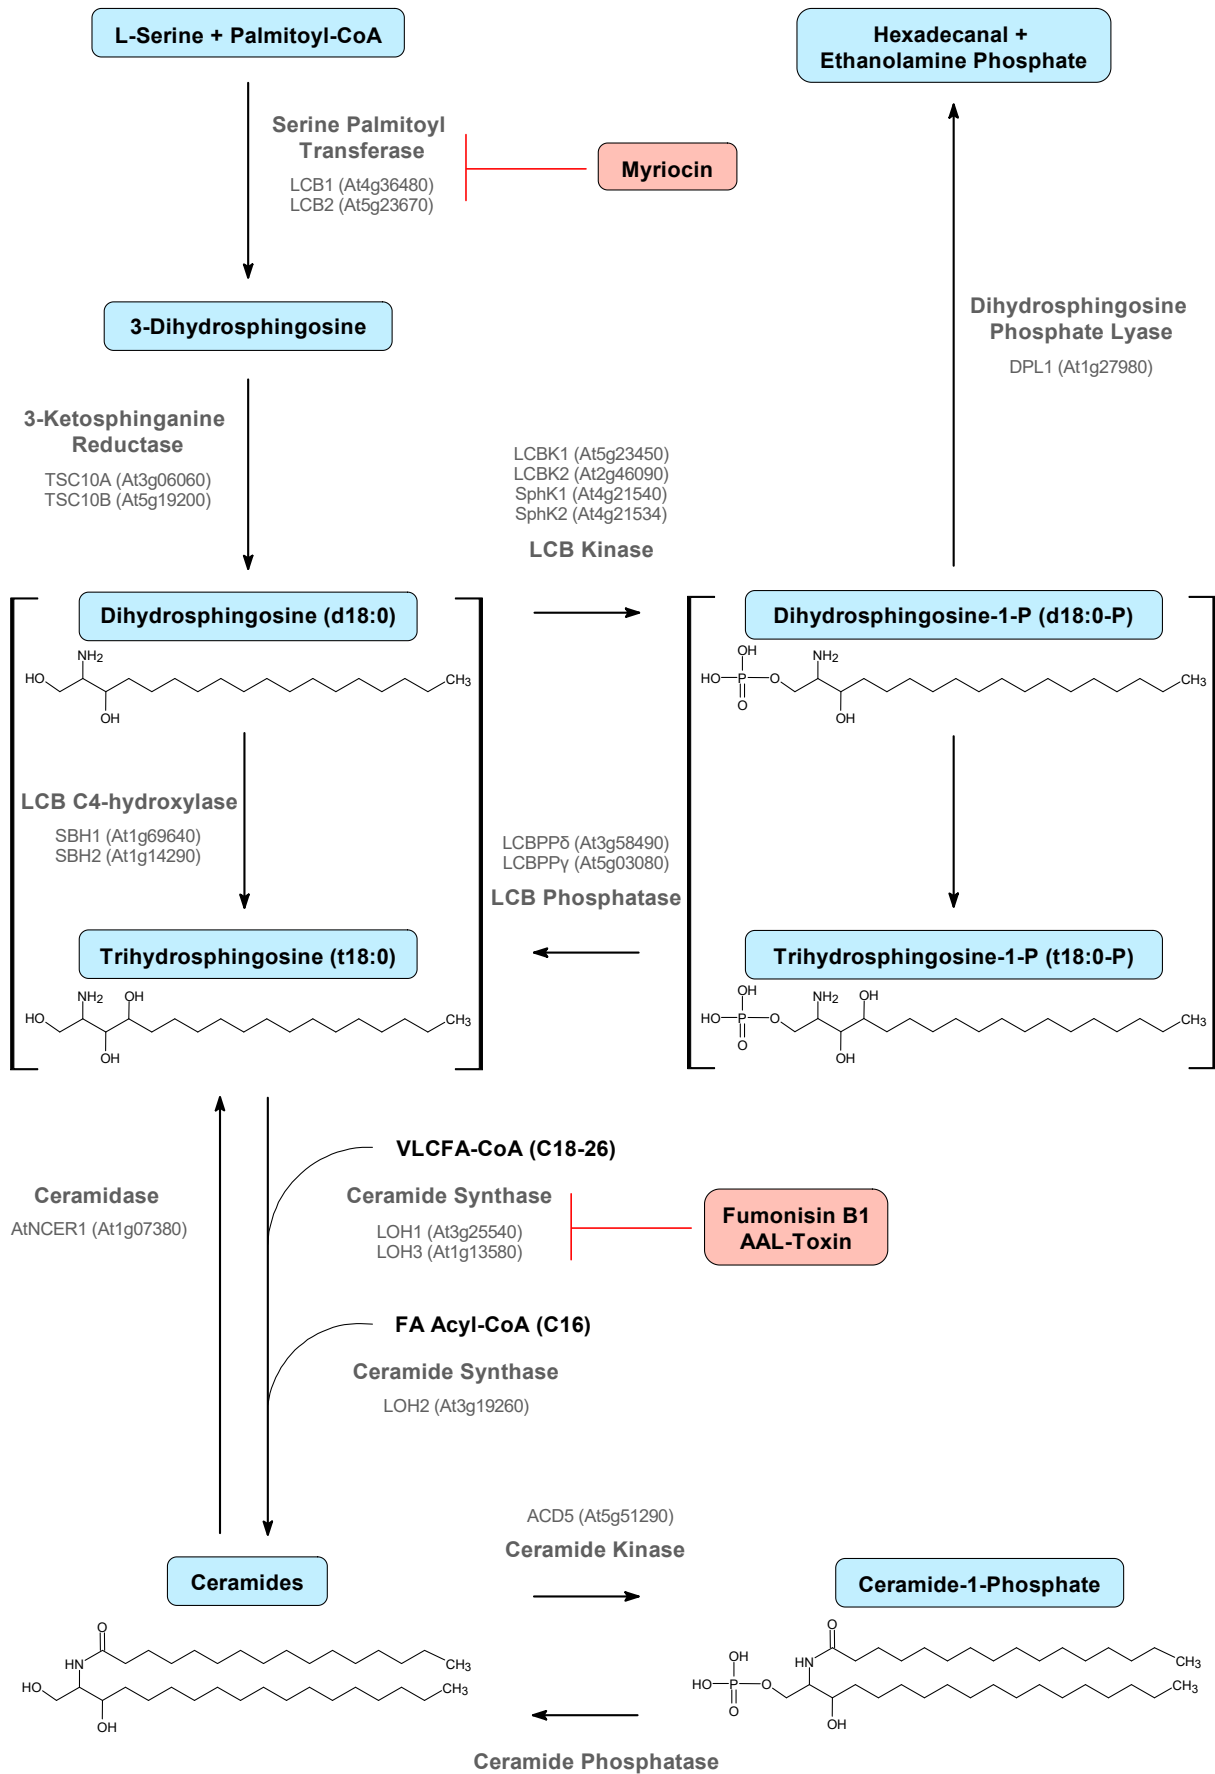 L-Serine + Palmitoyl-CoA
Hexadecanal +
Ethanolamine Phosphate
Serine Palmitoyl
Transferase
LCB1 (At4g36480)
LCB2 (At5g23670)
Myriocin
3-Dihydrosphingosine
Dihydrosphingosine
Phosphate Lyase
DPL1 (At1g27980)
3-Ketosphinganine
Reductase
TSC10A (At3g06060)
TSC10B (At5g19200)
LCBK1 (At5g23450)
LCBK2 (At2g46090)
SphK1 (At4g21540)
SphK2 (At4g21534)
LCB Kinase
Dihydrosphingosine (d18:0)
NH2
HO
OH
CH3
Dihydrosphingosine-1-P (d18:0-P)
OH
NH2
HO
P
O
O
OH
CH3
LCB C4-hydroxylase
SBH1 (At1g69640)
SBH2 (At1g14290)
LCBPPδ (At3g58490)
LCBPPγ (At5g03080)
LCB Phosphatase
Trihydrosphingosine (t18:0)
NH2
OH
HO
OH
CH3
Trihydrosphingosine-1-P (t18:0-P)
OH
NH2
OH
HO
P
O
O
OH
CH3
VLCFA-CoA (C18-26)
Ceramidase
AtNCER1 (At1g07380)
Ceramide Synthase
LOH1 (At3g25540)
LOH3 (At1g13580)
Fumonisin B1
AAL-Toxin
FA Acyl-CoA (C16)
Ceramide Synthase
LOH2 (At3g19260)
ACD5 (At5g51290)
Ceramide Kinase
Ceramides
O
HN
CH3
HO
CH3
OH
Ceramide-1-Phosphate
O
OH
HN
CH3
HO
P
O
CH3
O
OH
Ceramide Phosphatase